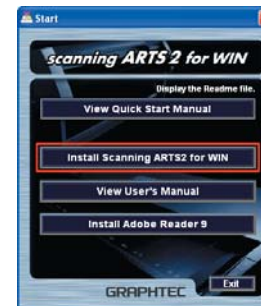 Start
scanning ARTS 2 for WIN
Display the Readme file.
View Quick Start Manual
Install Scanning ARTS2 for WIN
View User's Manual
Install Adobe Reader 9
Exit
GRAPHTEC